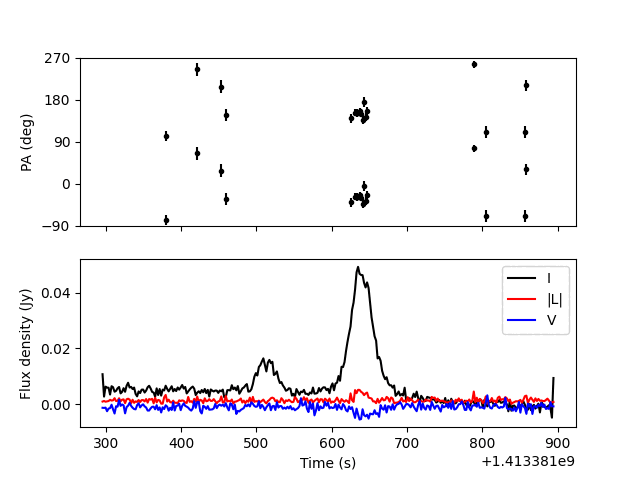 270
180
90
0
−90
PA (deg)
I
|L|
V
0.04
0.02
0.00
Flux density (Jy)
300 400 500 600 700 800 900
Time (s)
+1.413381e9